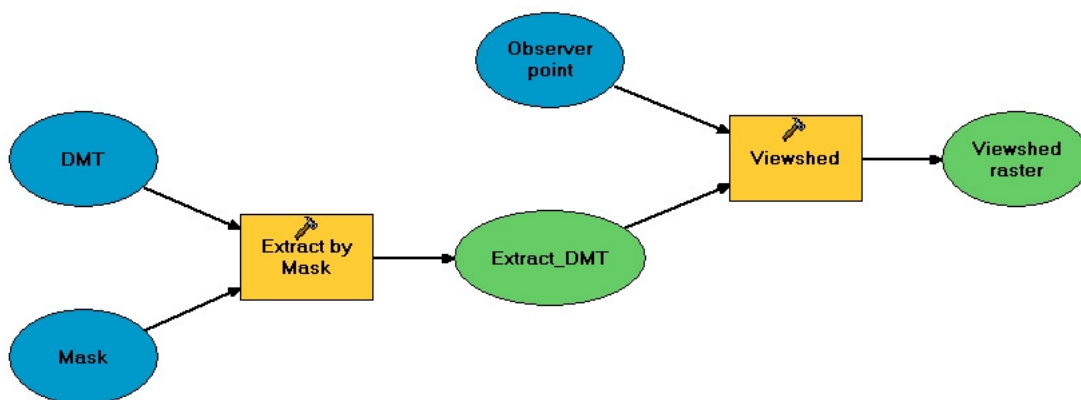 Observer
point
DMT
Viewshed
Viewshed
raster
Extract by
Mask
Extract_DMT
Mask